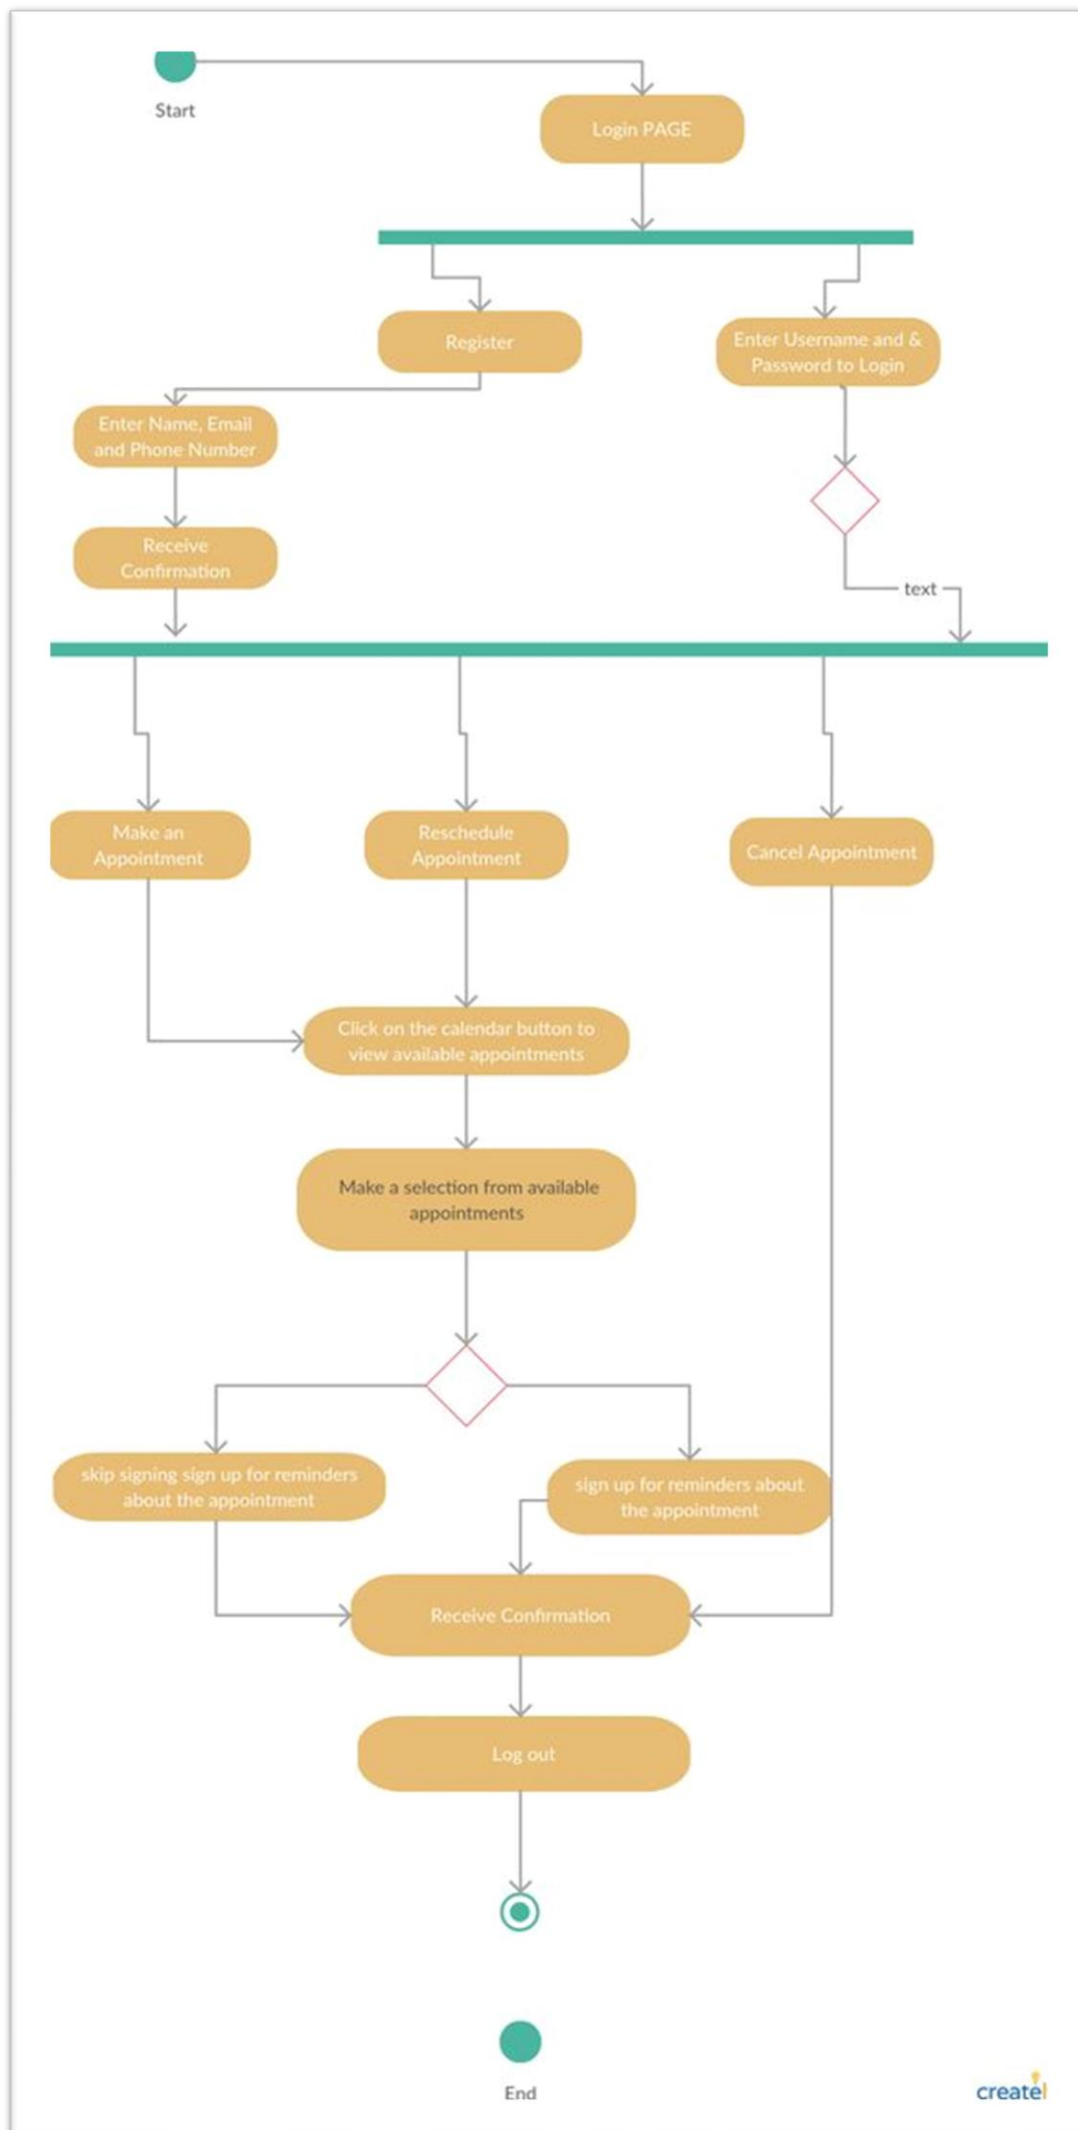 Start
Login PAGE
Register
Enter Username and &
Password to Login
Enter Name, Email
and Phone Number
Receive
Confirmation
text
Make an
Appointment
Reschedule
Appointment
Cancel Appointment
Click on the calendar button to
view available appointments
Make a selection from available
appointments
skip signing sign up for reminders
about the appointment
sign up for reminders about
the appointment
Receive Confirmation
Log out
End
createl